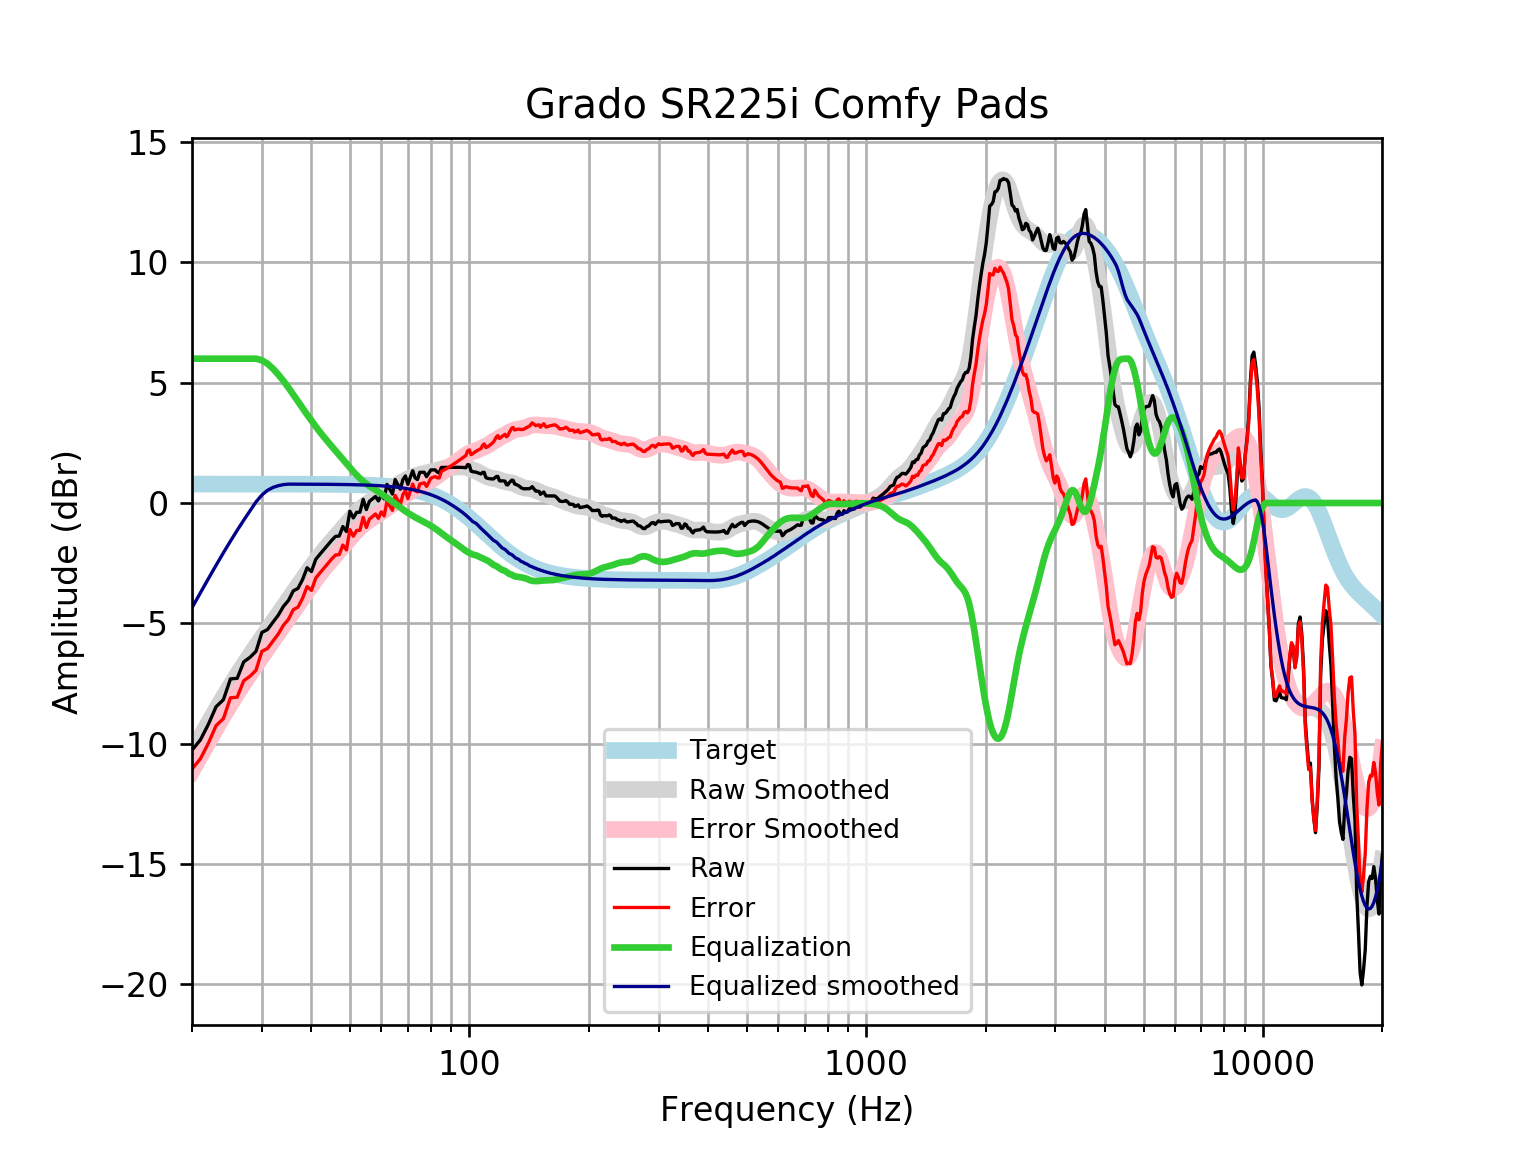 Grado SR225i Comfy Pads
Amplitude (dBr)
15
10
5
0
−5
−10
−15
−20
Target
Raw Smoothed
Error Smoothed
Raw
Error
Equalization
Equalized smoothed
100
1000
10000
Frequency (Hz)